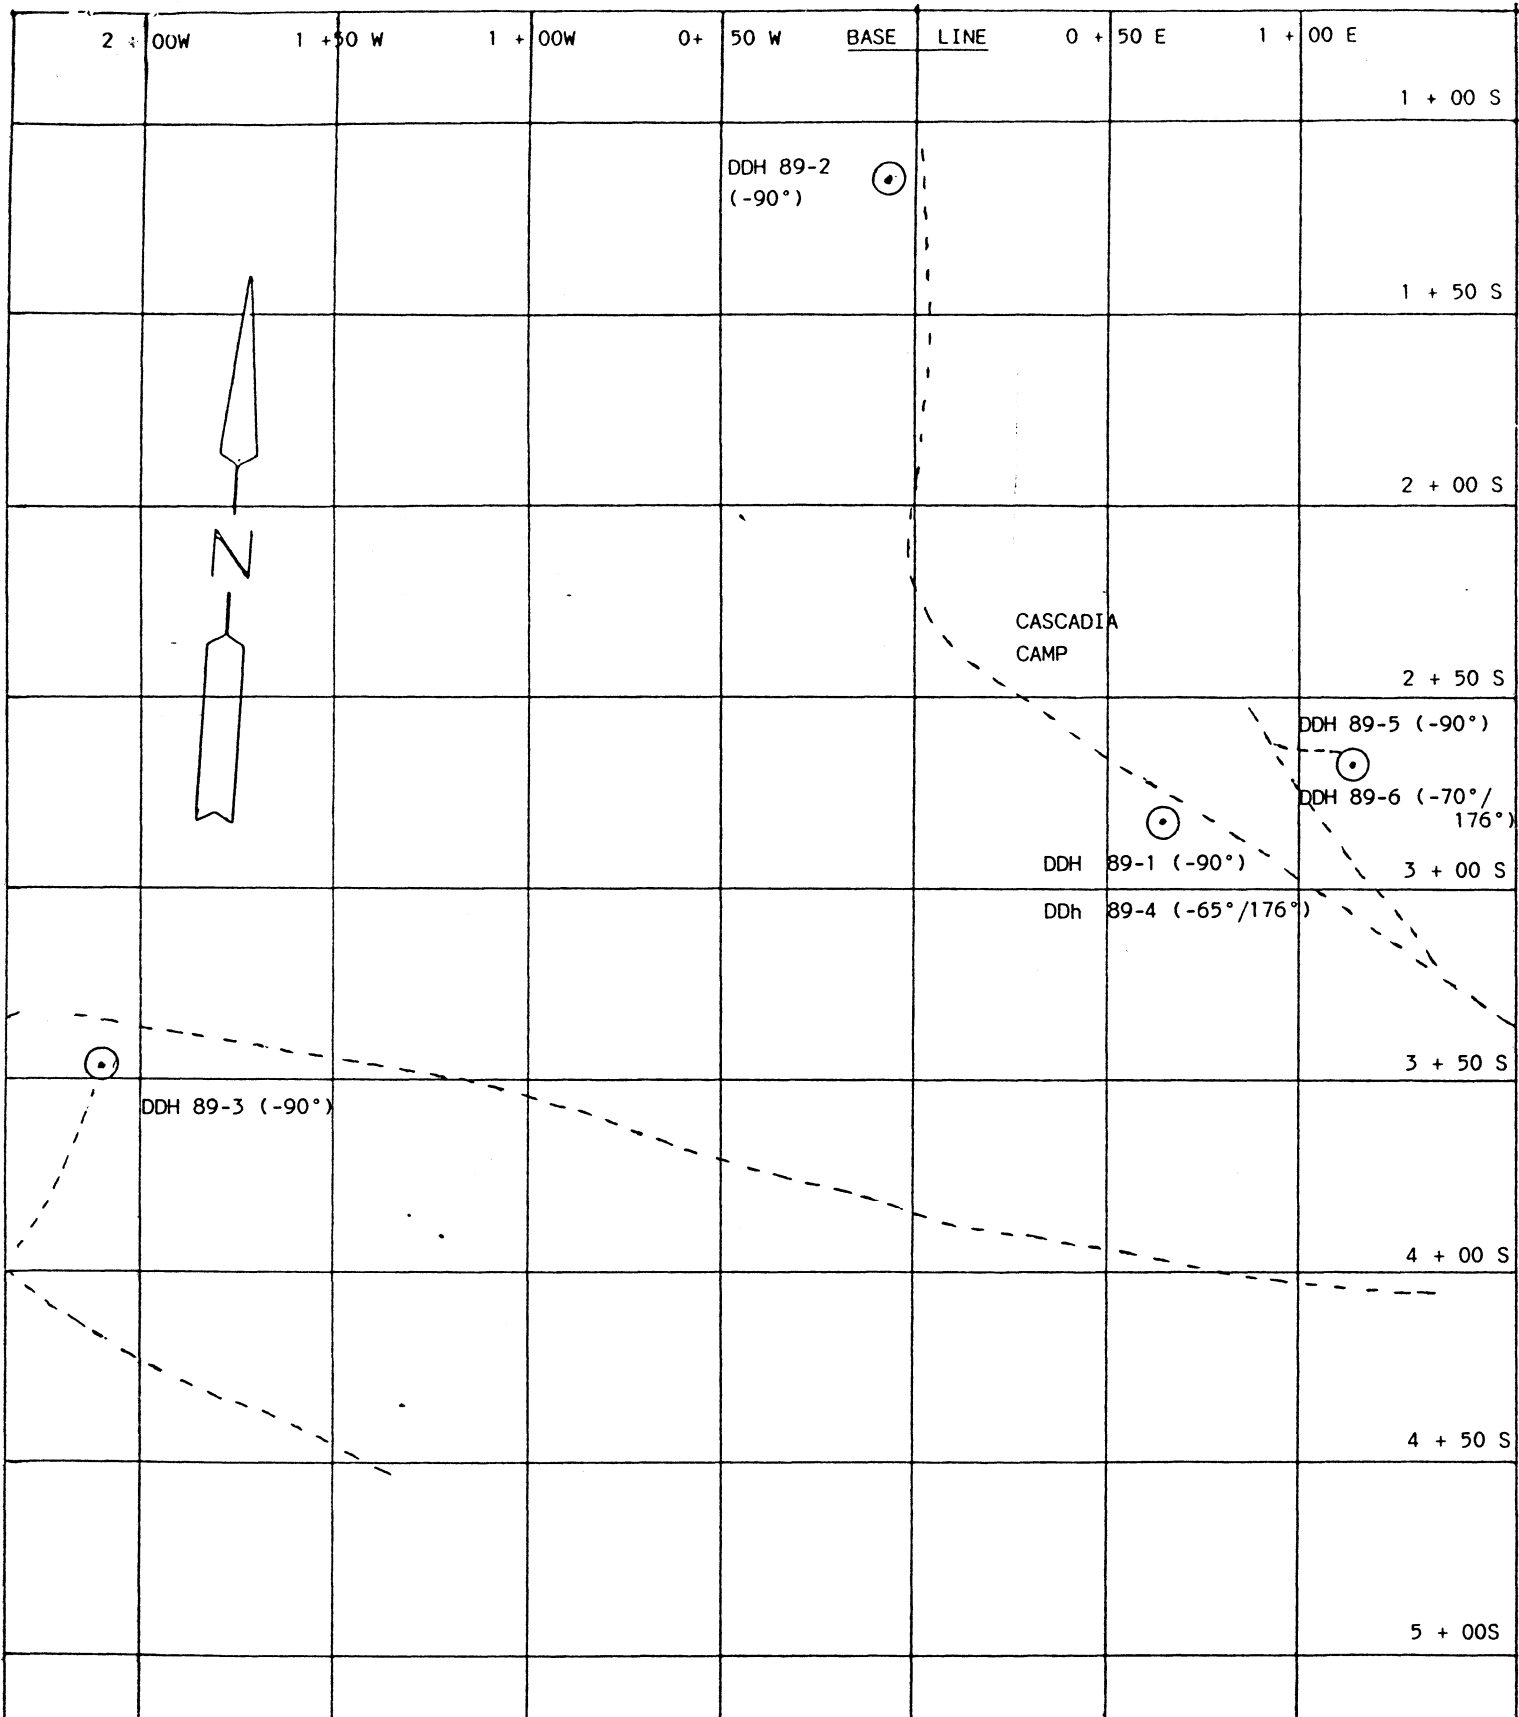 2 + 00W 1 +50 W 1 + 00W 0+ 50 W BASE LINE 0 + 50 E 1 + 00 E
1 + 00 S
DDH 89-2
(-90°)
1 + 50 S
2 + 00 S
N
CASCADIA
CAMP
2 + 50 S
DDH 89-5 (-90°)
DDH 89-6 (-70°/
176°)
DDH 89-1 (-90°)
3 + 00 S
DDh 89-4 (-65°/176°)
3 + 50 S
DDH 89-3 (-90°)
4 + 00 S
4 + 50 S
5 + 00S